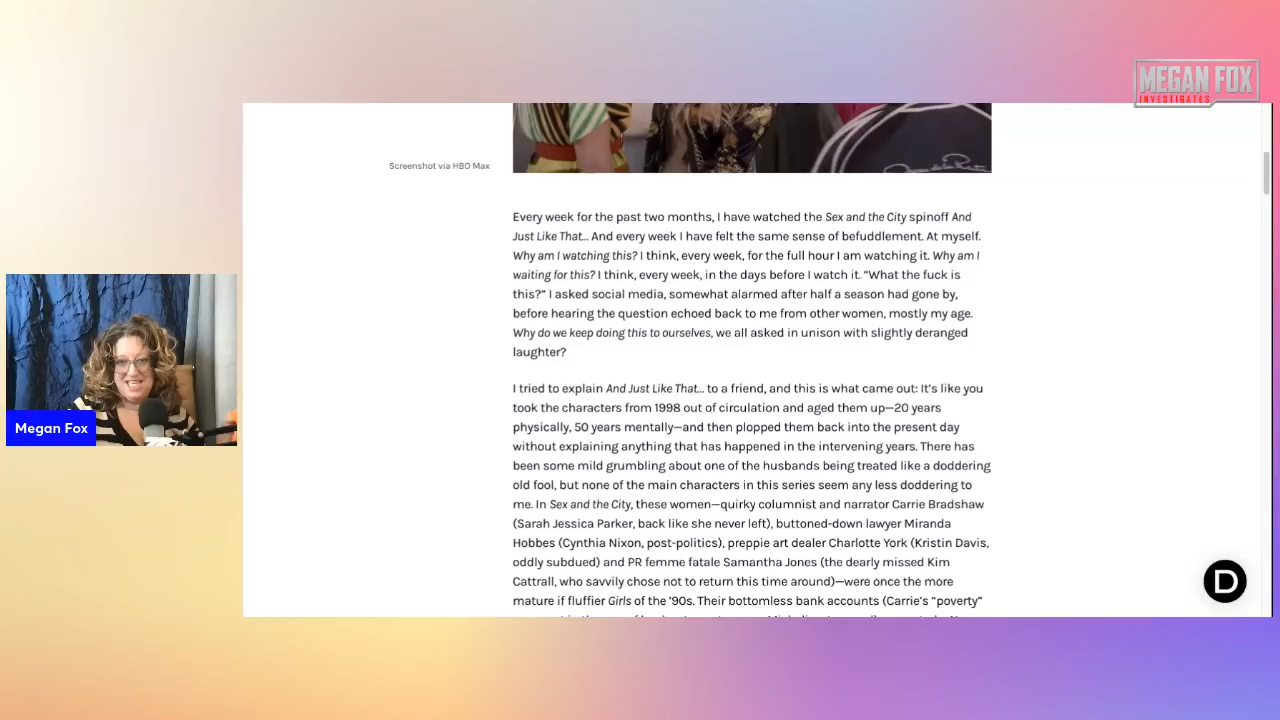 MEGAN FOX
INVESTIGATES
Screenshot via HBO Max
Every week for the past two months, I have watched the Sex and the City spinoff And
Just Like That… And every week I have felt the same sense of befuddlement. At myself.
Why am I watching this? I think, every week, for the full hour I am watching it. Why am I
waiting for this? I think, every week, in the days before I watch it. “What the fuck is
this?” I asked social media, somewhat alarmed after half a season had gone by,
before hearing the question echoed back to me from other women, mostly my age.
Why do we keep doing this to ourselves, we all asked in unison with slightly deranged
laughter?
I tried to explain And Just Like That… to a friend, and this is what came out: It’s like you
took the characters from 1998 out of circulation and aged them up—20 years
physically, 50 years mentally—and then plopped them back into the present day
without explaining anything that has happened in the intervening years. There has
been some mild grumbling about one of the husbands being treated like a doddering
old fool, but none of the main characters in this series seem any less doddering to
me. In Sex and the City, these women—quirky columnist and narrator Carrie Bradshaw
(Sarah Jessica Parker, back like she never left), buttoned-down lawyer Miranda
Hobbes (Cynthia Nixon, post-politics), preppie art dealer Charlotte York (Kristin Davis,
oddly subdued) and PR femme fatale Samantha Jones (the dearly missed Kim
Cattrall, who savvily chose not to return this time around)—were once the more
mature if fluffier Girls of the ’90s. Their bottomless bank accounts (Carrie’s “poverty”
Megan Fox
D